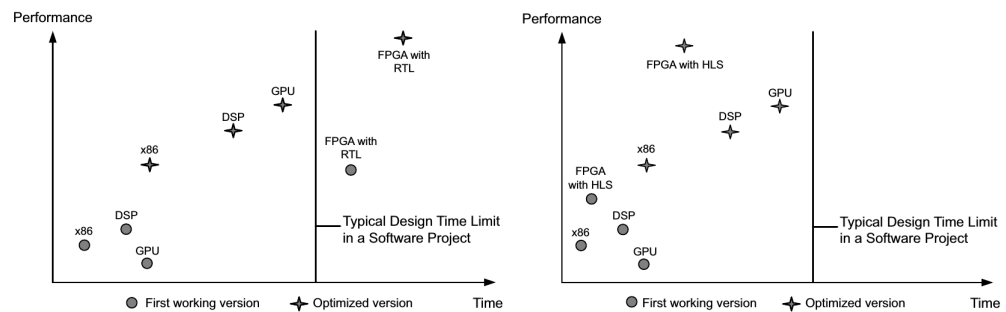 Performance
FPGA with
RTL
GPU
DSP
x86
FPGA with
RTL
DSP
x86
GPU
Typical Design Time Limit
in a Software Project
First working version
Optimized version
Time
Performance
FPGA with HLS
GPU
DSP
x86
FPGA
with HLS
DSP
x86
GPU
Typical Design Time Limit
in a Software Project
First working version
Optimized version
Time